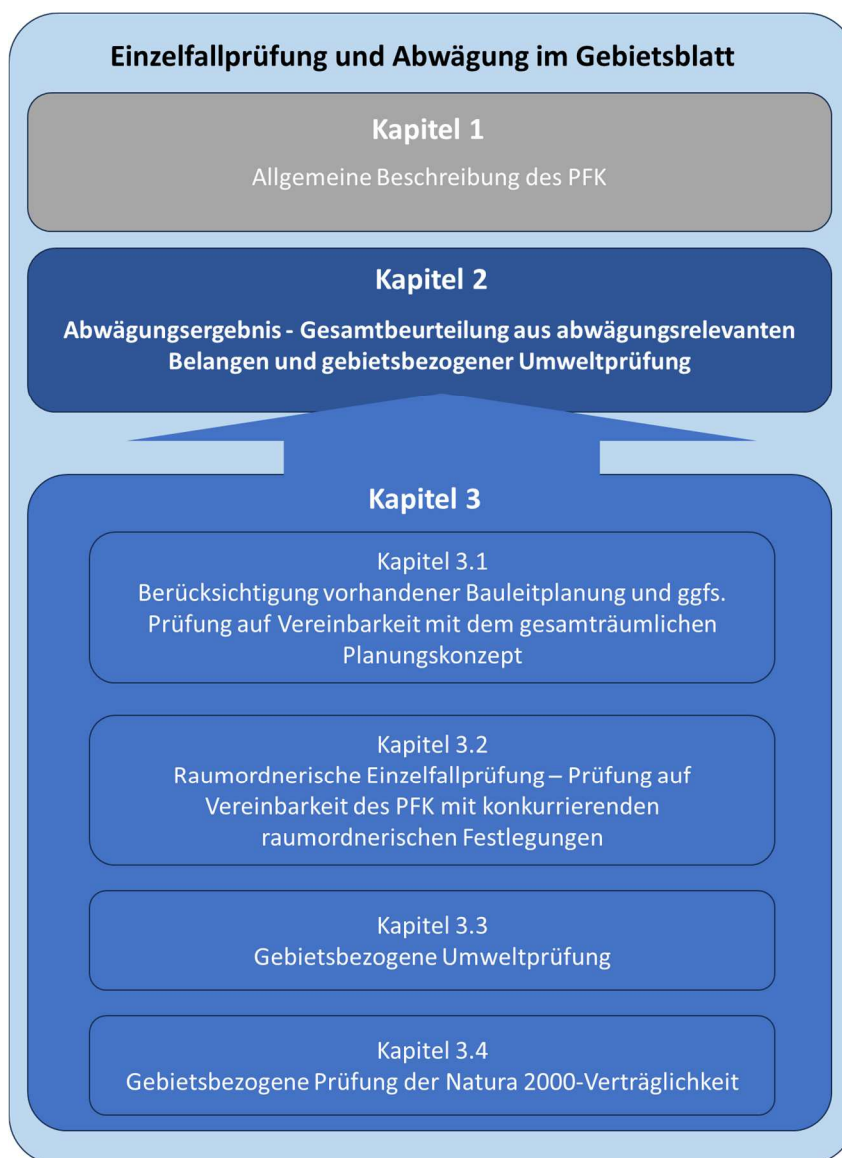 Einzelfallprüfung und Abwägung im Gebietsblatt
Kapitel 1
Allgemeine Beschreibung des PFK
Kapitel 2
Abwägungsergebnis - Gesamtbeurteilung aus abwägungsrelevanten
Belangen und gebietsbezogener Umweltprüfung
Kapitel 3
Kapitel 3.1
Berücksichtigung vorhandener Bauleitplanung und ggfs.
Prüfung auf Vereinbarkeit mit dem gesamträumlichen
Planungskonzept
Kapitel 3.2
Raumordnerische Einzelfallprüfung – Prüfung auf
Vereinbarkeit des PFK mit konkurrierenden
raumordnerischen Festlegungen
Kapitel 3.3
Gebietsbezogene Umweltprüfung
Kapitel 3.4
Gebietsbezogene Prüfung der Natura 2000-Verträglichkeit